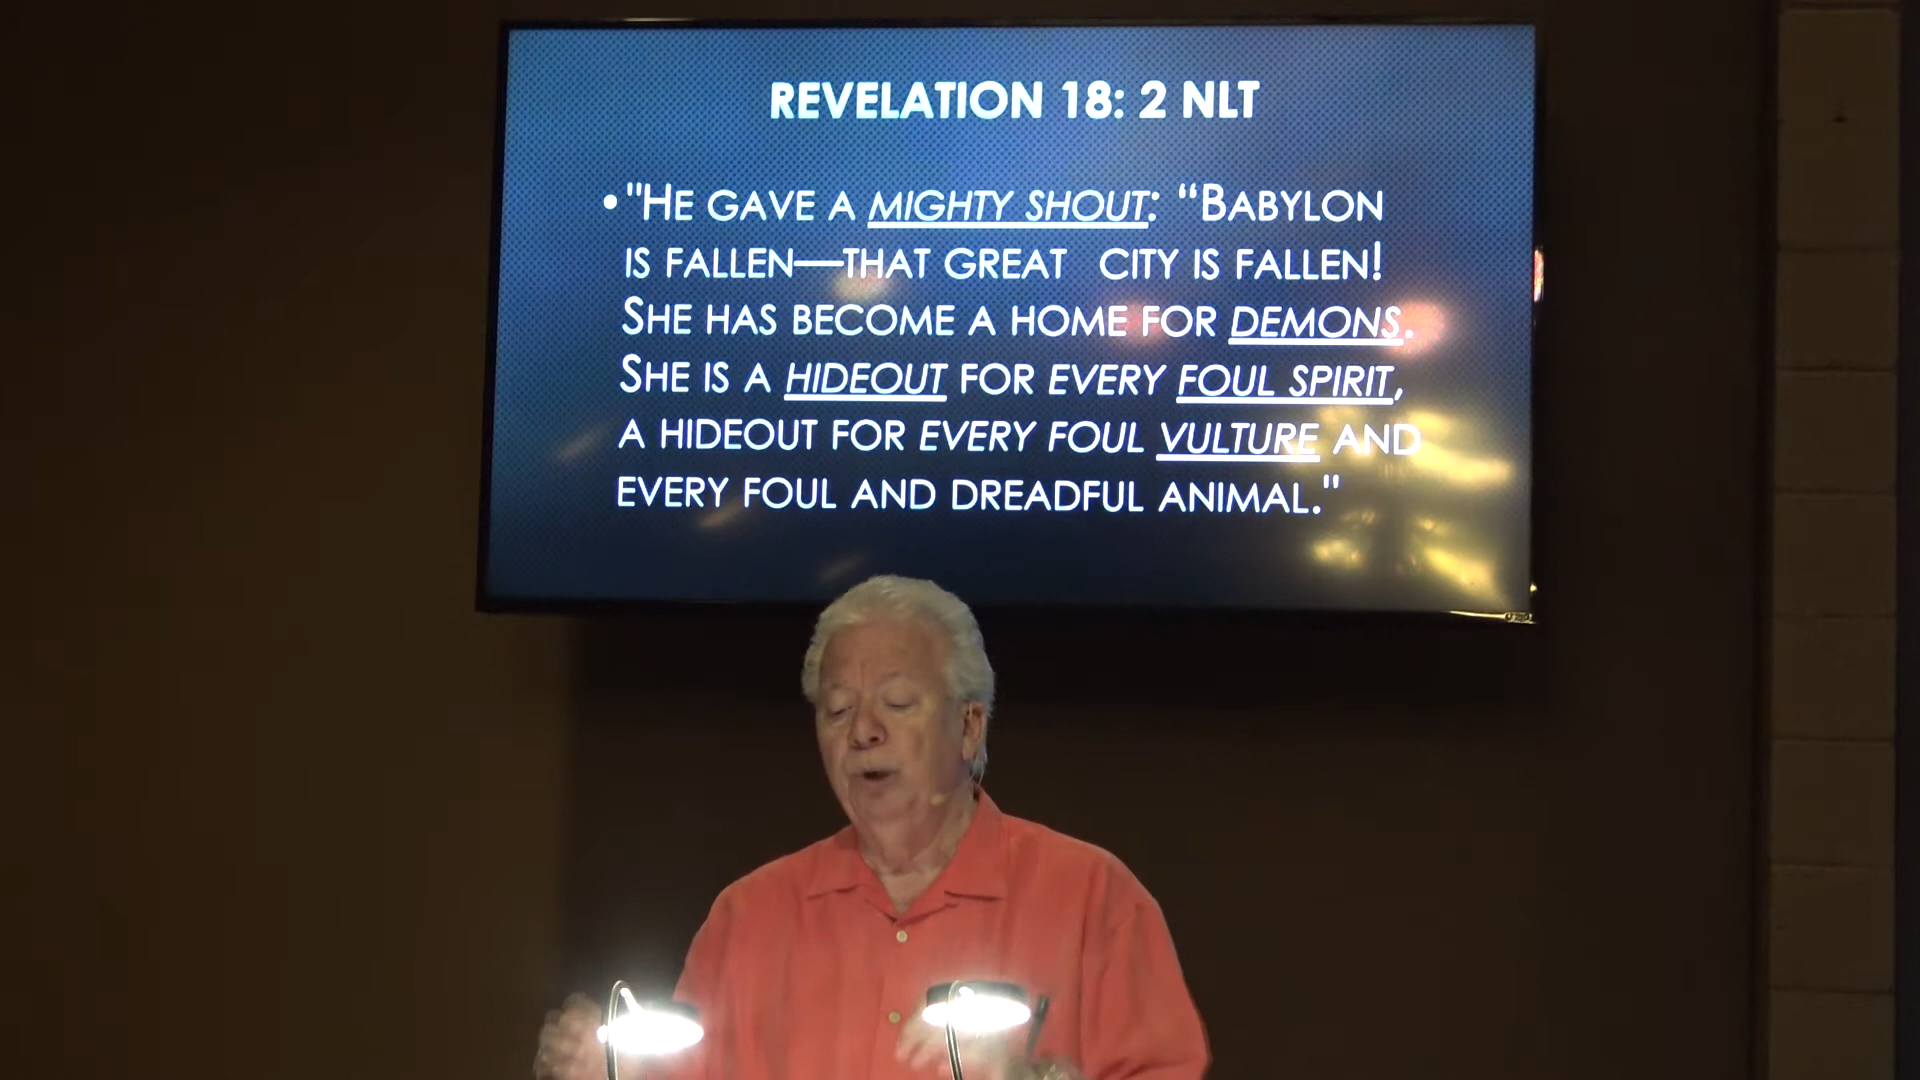 REVELATION 18: 2 NLT
•"HE GAVE A MIGHTY SHOUT: “BABYLON
IS FALLEN—THAT GREAT CITY IS FALLEN!
SHE HAS BECOME A HOME FOR DEMONS.
SHE IS A HIDEOUT FOR EVERY FOUL SPIRIT,
A HIDEOUT FOR EVERY FOUL VULTURE AND
EVERY FOUL AND DREADFUL ANIMAL."